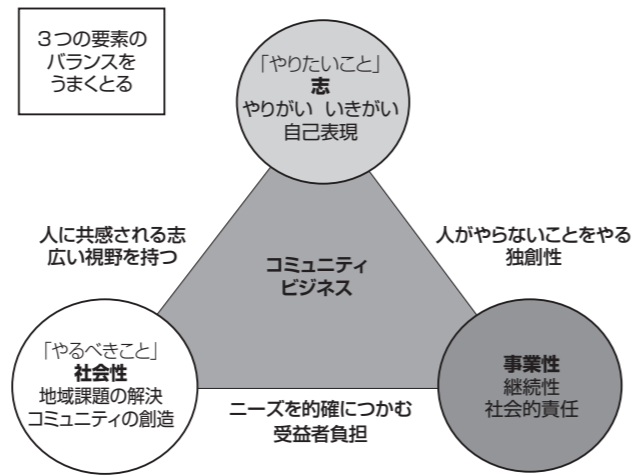 3つの要素の
バランスを
うまくとる
「やりたいこと」
志
やりがい いきがい
自己表現
人に共感される志
広い視野を持つ
人がやらないことをやる
独創性
コミュニティ
ビジネス
「やるべきこと」
社会性
地域課題の解決
コミュニティの創造
ニーズを的確につかむ
受益者負担
事業性
継続性
社会的責任